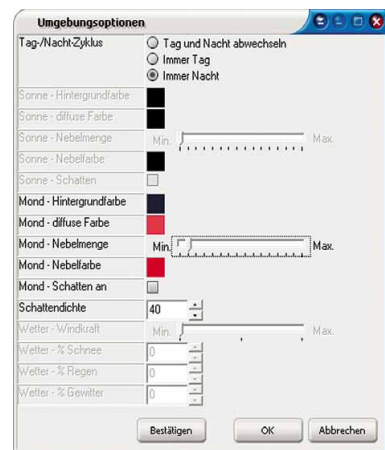 Umgebungsoptionen
Tag-/Nacht-Zyklus
Tag und Nacht abwechseln
Immer Tag
Immer Nacht
Sonne - Hintergrundfarbe
Sonne - diffuse Farbe
Sonne - Nebelmenge Min. Max.
Sonne - Nebelfarbe
Sonne - Schatten
Mond - Hintergrundfarbe
Mond - diffuse Farbe
Mond - Nebelmenge Min. Max.
Mond - Nebelfarbe
Mond - Schatten an
Schattendichte 40
Wetter - Windkraft Min. Max.
Wetter - % Schnee 0
Wetter - % Regen 0
Wetter - % Gewitter 0
Bestätigen OK Abbrechen